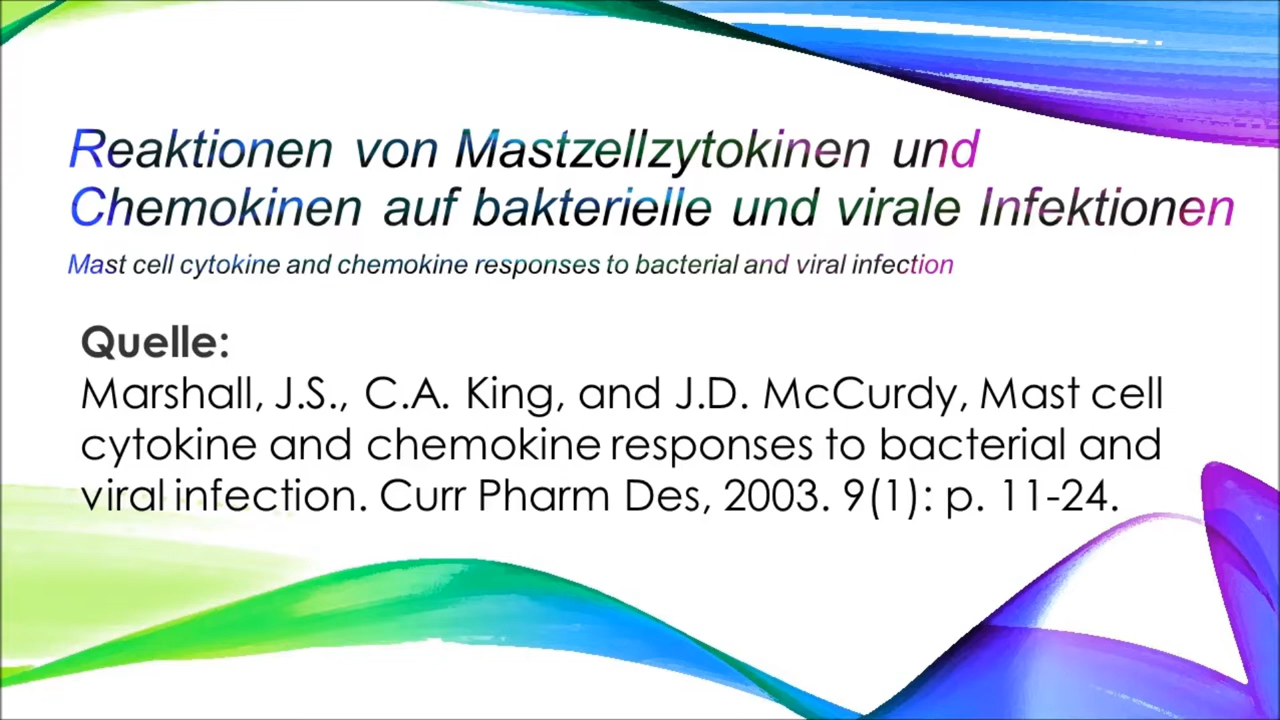 Reaktionen von Mastzellzytokinen und
Chemokinen auf bakterielle und virale Infektionen
Mast cell cytokine and chemokine responses to bacterial and viral infection
Quelle:
Marshall, J.S., C.A. King, and J.D. McCurdy, Mast cell
cytokine and chemokine responses to bacterial and
viral infection. Curr Pharm Des, 2003. 9(1): p. 11-24.